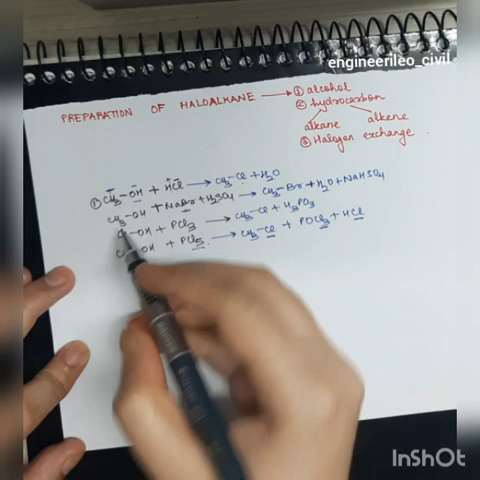 engineerileo_civil
PREPARATION OF HALOALKANE → ① alcohol
② hydrocarbon
alkane alkene
③ Halogen exchange
① CH₃-OH + HCl → CH₃-Cl + H₂O
CH₃-OH + NaBr + H₂SO₄ → CH₃-Br + H₂O + NaHSO₄
-OH + PCl₃ → CH₃-Cl + H₃PO₃
OH + PCl₅ → CH₃-Cl + POCl₃ + HCl
InShOt